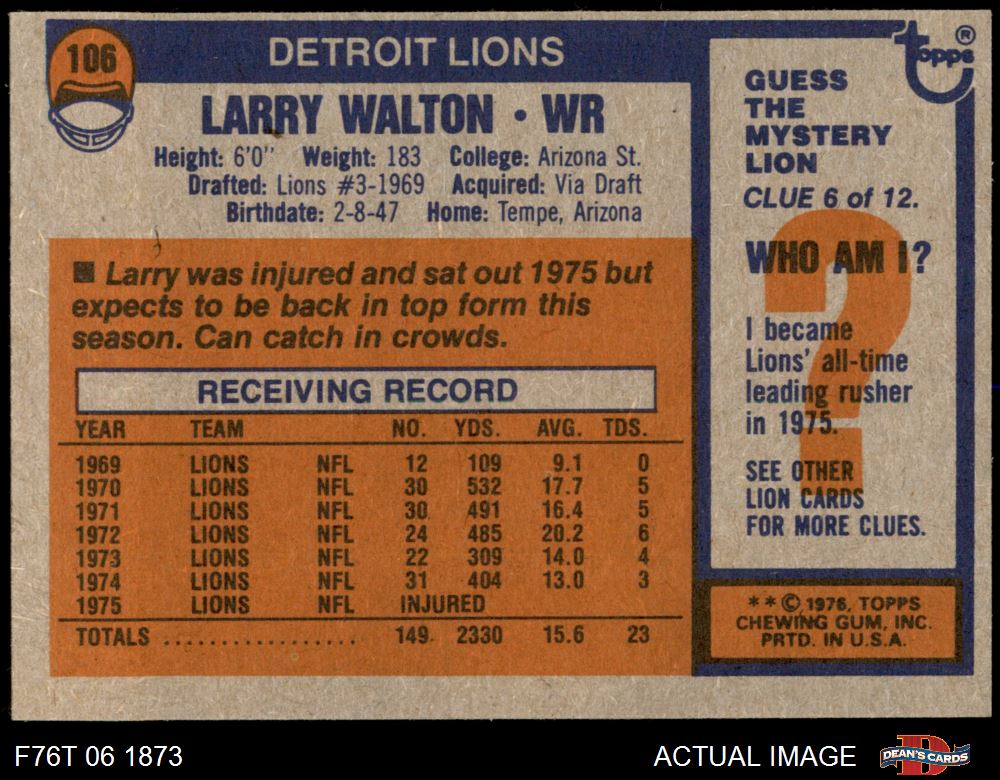 106
DETROIT LIONS
LARRY WALTON • WR
Height: 6'0" Weight: 183 College: Arizona St.
Drafted: Lions #3-1969 Acquired: Via Draft
Birthdate: 2-8-47 Home: Tempe, Arizona
■ Larry was injured and sat out 1975 but
expects to be back in top form this
season. Can catch in crowds.
RECEIVING RECORD
YEAR TEAM NO. YDS. AVG. TDS.
1969 LIONS NFL 12 109 9.1 0
1970 LIONS NFL 30 532 17.7 5
1971 LIONS NFL 30 491 16.4 5
1972 LIONS NFL 24 485 20.2 6
1973 LIONS NFL 22 309 14.0 4
1974 LIONS NFL 31 404 13.0 3
1975 LIONS NFL INJURED
TOTALS .................. 149 2330 15.6 23
topps ®
GUESS
THE
MYSTERY
LION
CLUE 6 of 12.
WHO AM I?
?
I became
Lions' all-time
leading rusher
in 1975.
SEE OTHER
LION CARDS
FOR MORE CLUES.
* * © 1976, TOPPS
CHEWING GUM, INC.
PRTD. IN U.S.A.
F76T 06 1873
ACTUAL IMAGE
D
DEAN'S CARDS